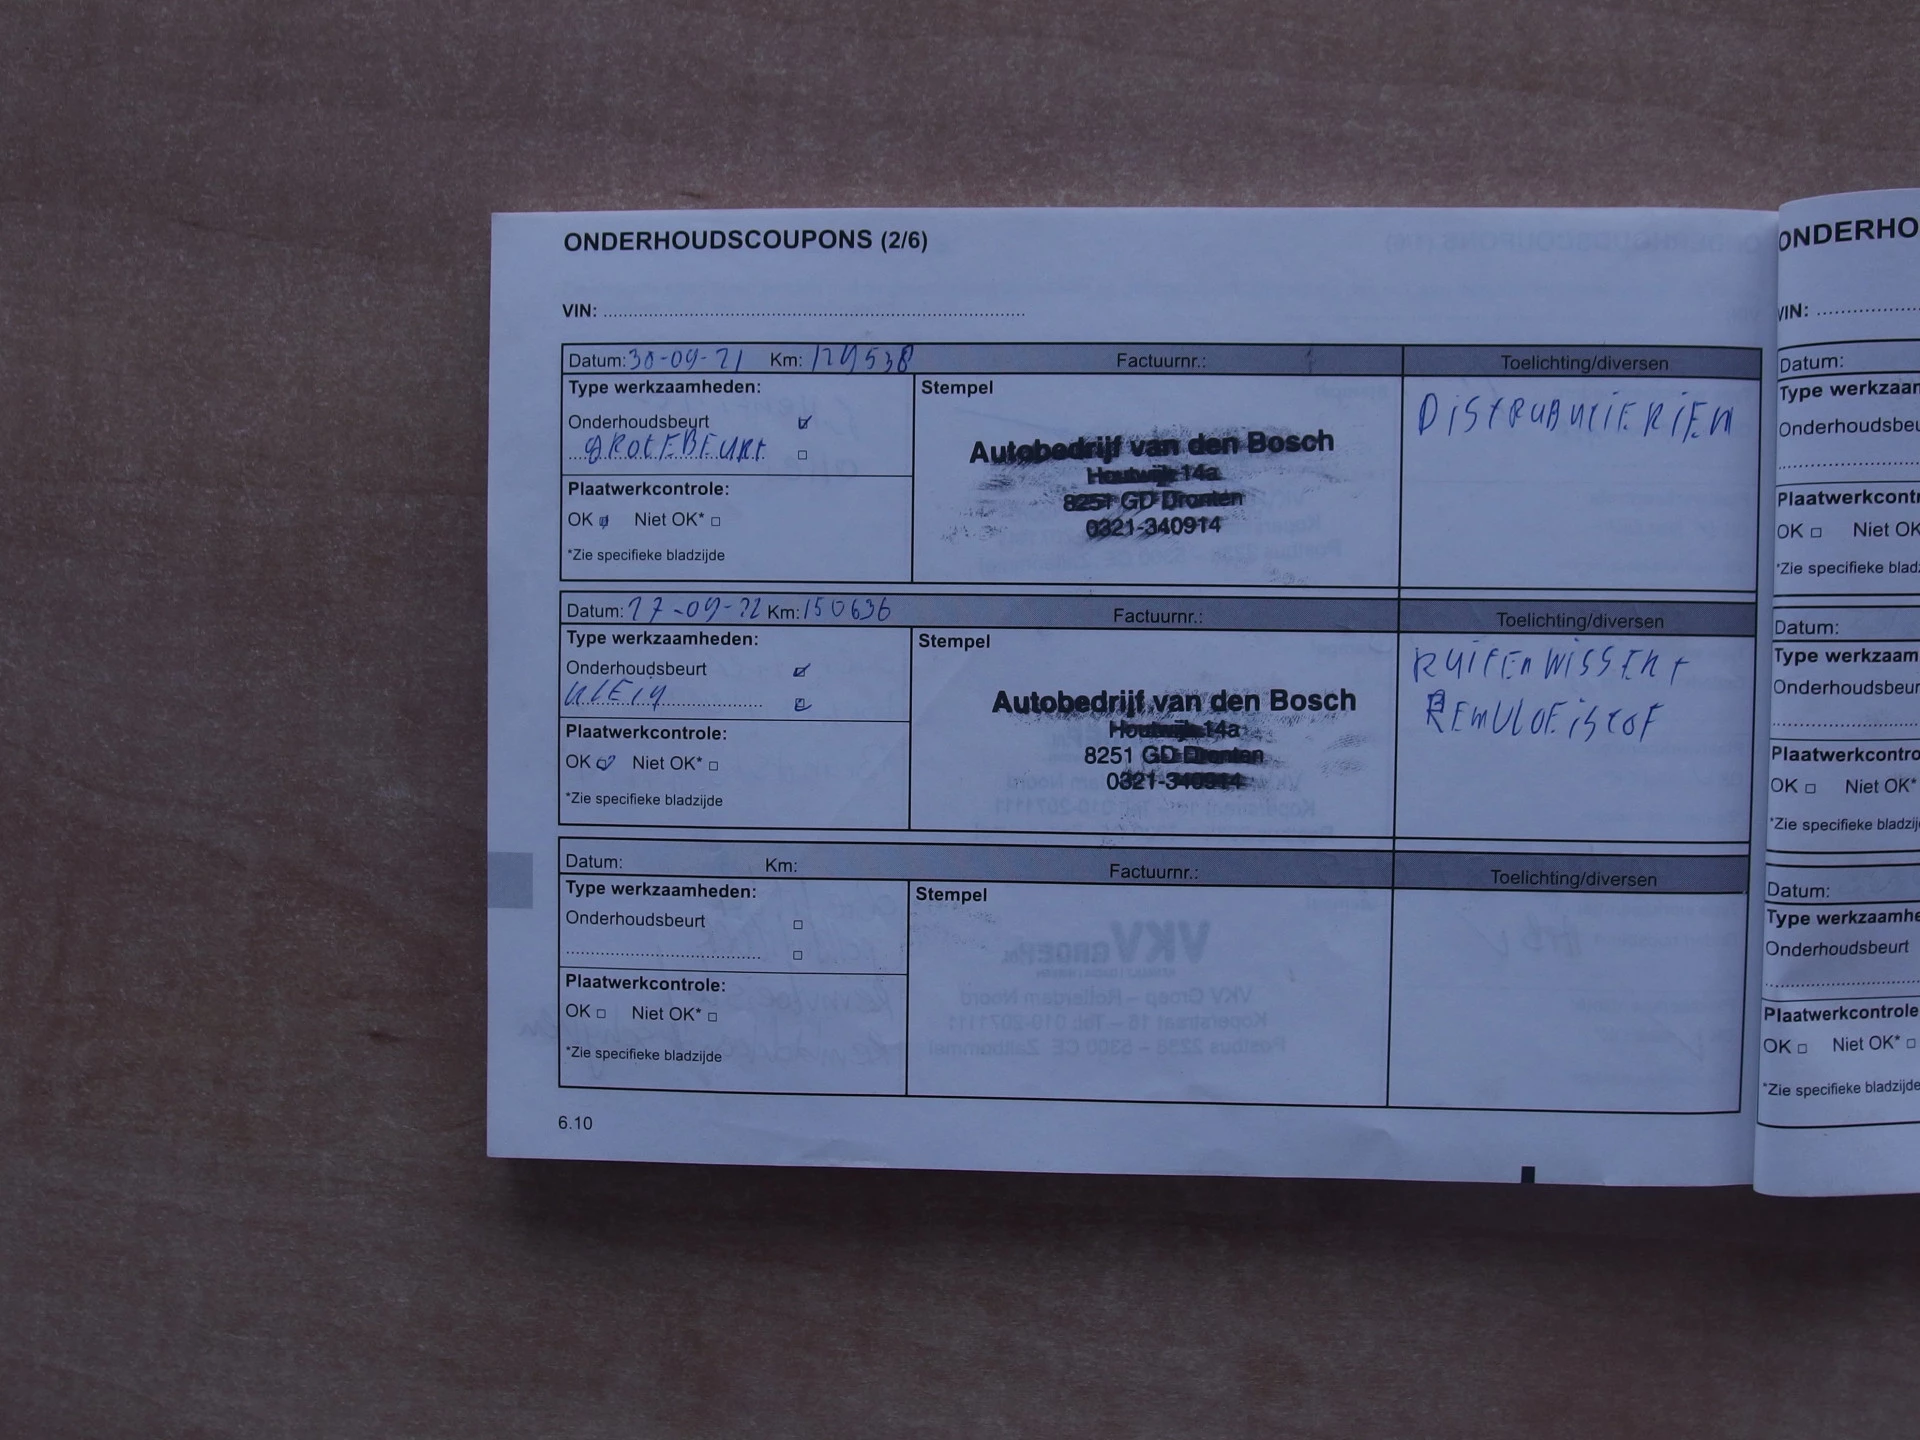 ONDERHOUDSCOUPONS (2/6)
VIN:
Datum: 30-09-21 Km: 129538 Factuurnr.: Toelichting/diversen
Type werkzaamheden:
Stempel
Onderhoudsbeurt
GROTEBEURT
DISTRUBUTIERIEM
Autobedrijf van den Bosch
Houtwijk 14a
8251 GD Dronten
0321-340914
Plaatwerkcontrole:
OK Niet OK*
*Zie specifieke bladzijde
Datum: 27-09-22 Km: 150636 Factuurnr.: Toelichting/diversen
Type werkzaamheden:
Stempel
Onderhoudsbeurt
KLEIN
RUITENWISSERT
REMVLOEISTOF
Autobedrijf van den Bosch
Houtwijk 14a
8251 GD Dronten
0321-340914
Plaatwerkcontrole:
OK Niet OK*
*Zie specifieke bladzijde
Datum: Km: Factuurnr.: Toelichting/diversen
Type werkzaamheden:
Stempel
Onderhoudsbeurt
Plaatwerkcontrole:
OK Niet OK*
*Zie specifieke bladzijde
6.10
ONDERHO
VIN:
Datum:
Type werkzaam
Onderhoudsbeu
Plaatwerkcontr
OK Niet OK
*Zie specifieke bladz
Datum:
Type werkzaam
Onderhoudsbeur
Plaatwerkcontro
OK Niet OK*
*Zie specifieke bladzij
Datum:
Type werkzaamhe
Onderhoudsbeurt
Plaatwerkcontrole
OK Niet OK*
*Zie specifieke bladzijde